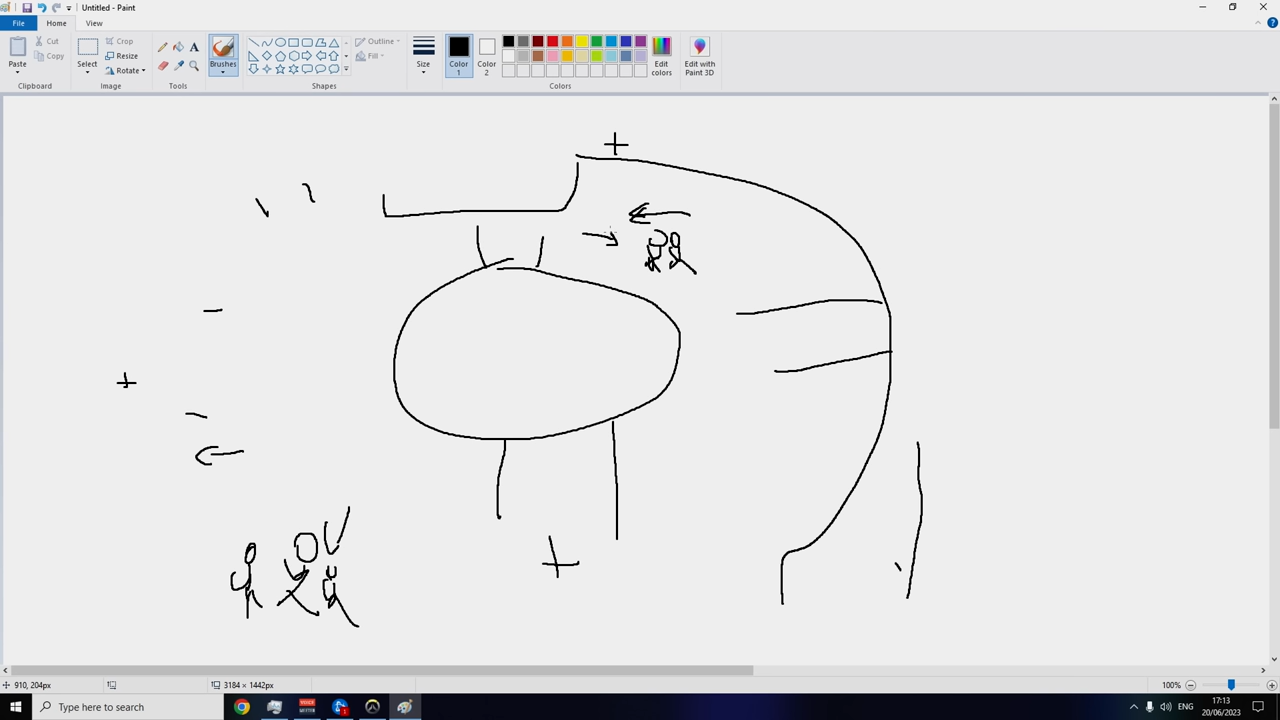 Untitled - Paint
File
Home
View
Paste
Cut
Copy
Clipboard
Select
Crop
Resize
Rotate
Image
A
Tools
Brushes
Outline
Fill
Shapes
Size
Color 1
Color 2
Edit colors
Edit with Paint 3D
Colors
+
-
+
-
+
910, 204px
3184 × 1442px
100%
Type here to search
ENG
17:13
20/06/2023